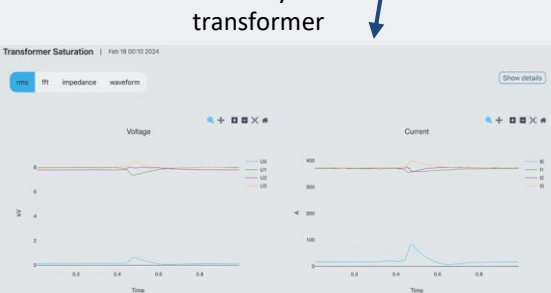 transformer
Transformer Saturation | Feb 18 00:10 2024
rms fft impedance waveform
Show details
Voltage
Current
U0
U1
U2
U3
I0
I1
I2
I3
8
6
4
2
0
kV
0.2 0.4 0.6 0.8
Time
400
300
200
100
0
A
0.2 0.4 0.6 0.8
Time